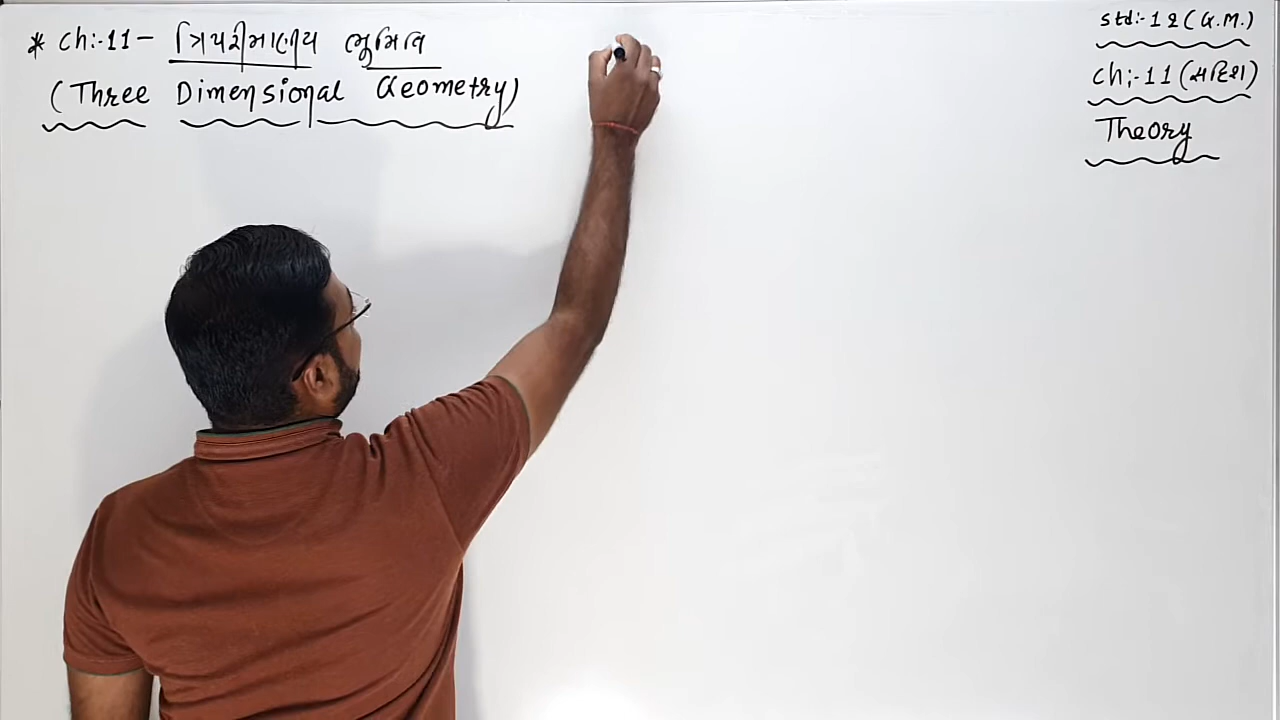 * Ch:-11- ત્રિપરીમાણીય ભૂમિતિ
(Three Dimensional Geometry)
std:-12 (G.M.)
Ch:-11 (સદિશ)
Theory